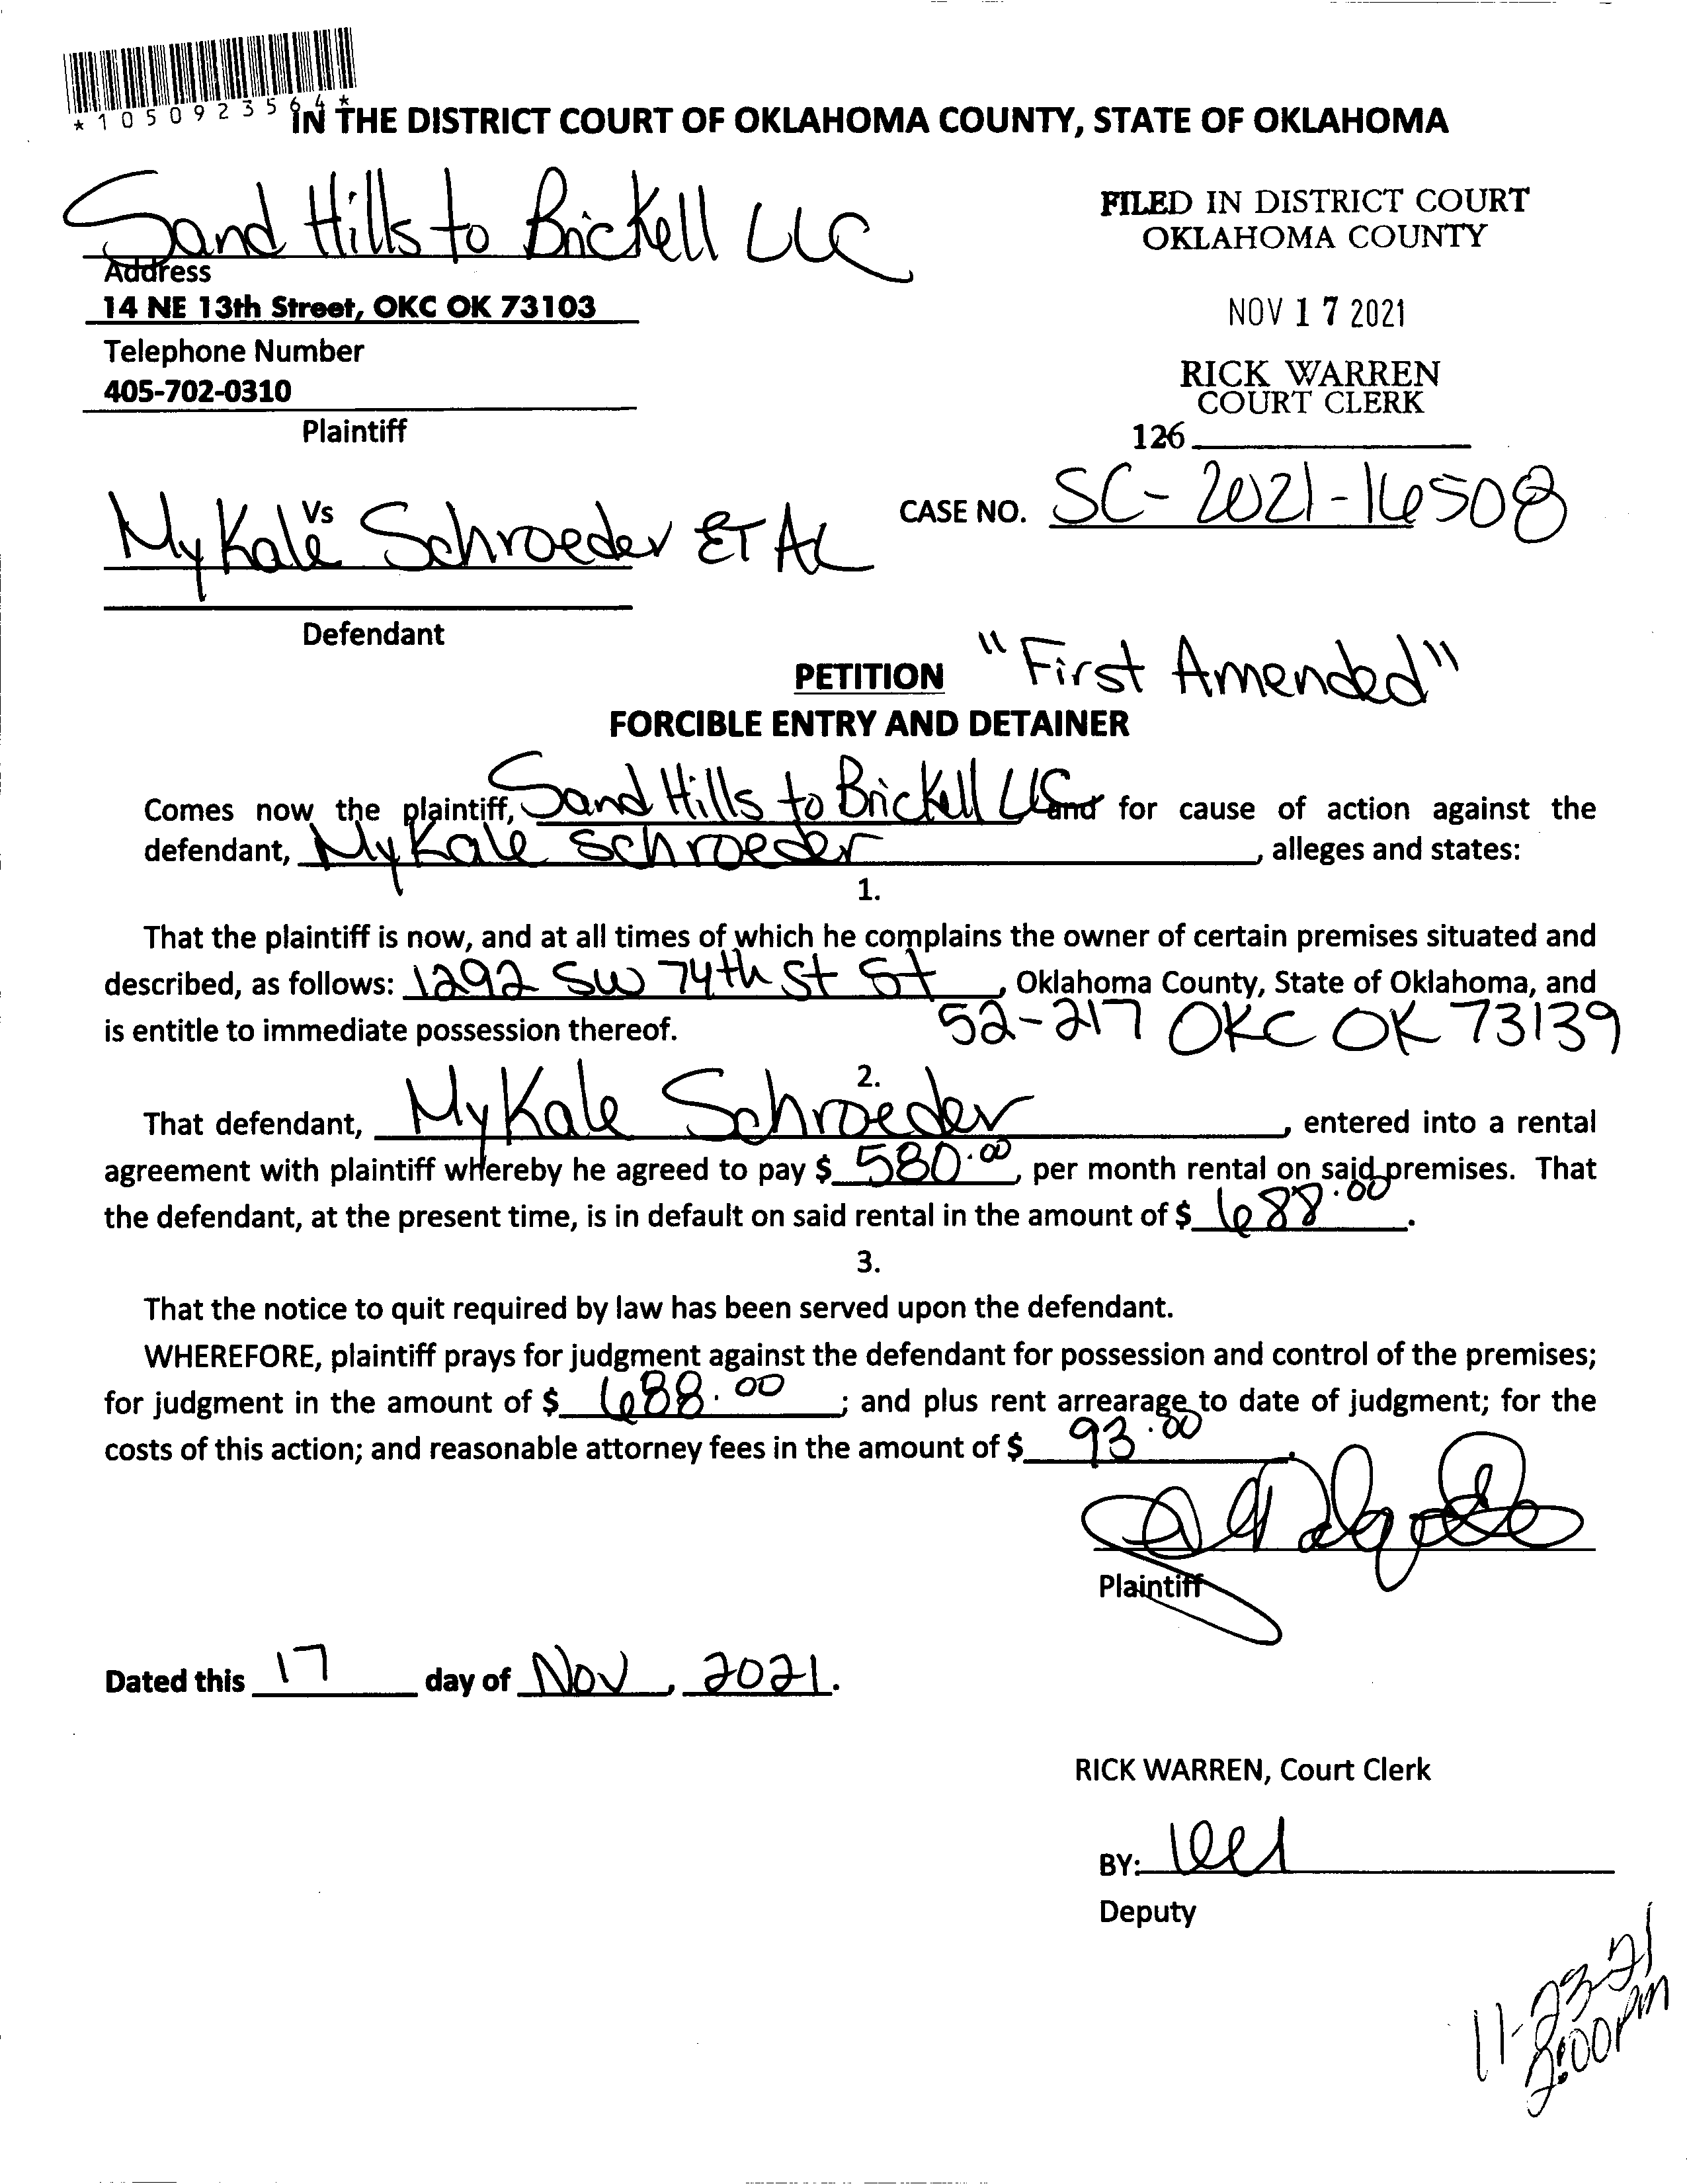 *1050923564*
IN THE DISTRICT COURT OF OKLAHOMA COUNTY, STATE OF OKLAHOMA
Sand Hills to Brickell LLC
Address
14 NE 13th Street, OKC OK 73103
Telephone Number
405-702-0310
Plaintiff
FILED IN DISTRICT COURT
OKLAHOMA COUNTY
NOV 17 2021
RICK WARREN
COURT CLERK
126
Vs
MyKale Schroeder ET AL
CASE NO. SC-2021-16508
Defendant
PETITION "First Amended"
FORCIBLE ENTRY AND DETAINER
Comes now the plaintiff, Sand Hills to Brickell LLC and for cause of action against the
defendant, MyKale Schroeder, alleges and states:
1.
That the plaintiff is now, and at all times of which he complains the owner of certain premises situated and
described, as follows: 1292 SW 74th St St, Oklahoma County, State of Oklahoma, and
is entitle to immediate possession thereof. 52-217 OKC OK 73139
2.
That defendant, MyKale Schroeder, entered into a rental
agreement with plaintiff whereby he agreed to pay $ 580.00, per month rental on said premises. That
the defendant, at the present time, is in default on said rental in the amount of $ 688.00.
3.
That the notice to quit required by law has been served upon the defendant.
WHEREFORE, plaintiff prays for judgment against the defendant for possession and control of the premises;
for judgment in the amount of $ 688.00; and plus rent arrearage to date of judgment; for the
costs of this action; and reasonable attorney fees in the amount of $ 93.00.
Plaintiff
Dated this 17 day of Nov, 2021.
RICK WARREN, Court Clerk
BY:
Deputy
11-23-21
2:00PM